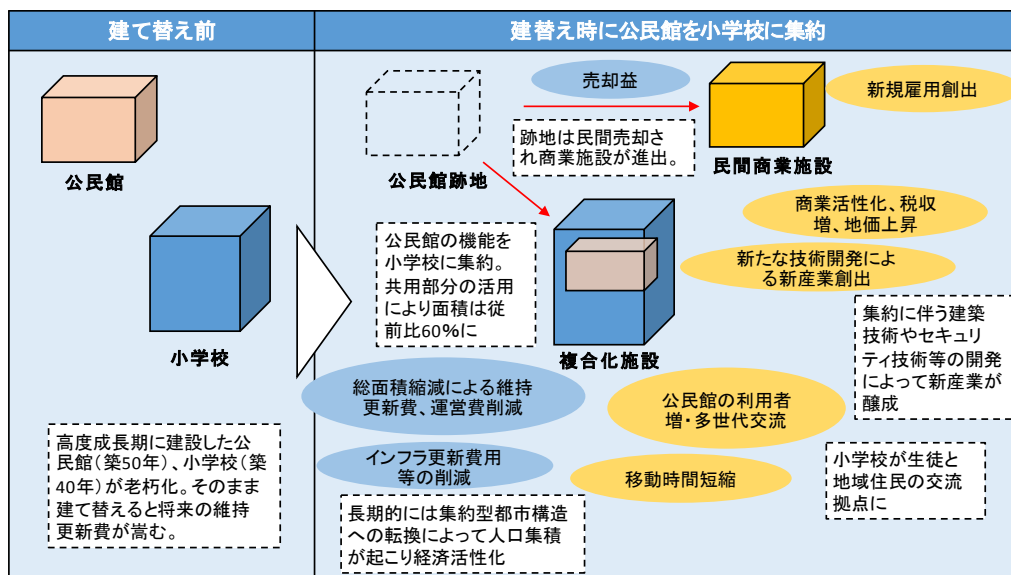 建て替え前
建替え時に公民館を小学校に集約
公民館
小学校
高度成長期に建設した公
民館(築50年)、小学校(築
40年)が老朽化。そのまま
建て替えると将来の維持
更新費が嵩む。
公民館跡地
売却益
跡地は民間売却さ
れ商業施設が進出。
民間商業施設
新規雇用創出
公民館の機能を
小学校に集約。
共用部分の活用
により面積は従
前比60%に
複合化施設
商業活性化、税収
増、地価上昇
新たな技術開発によ
る新産業創出
集約に伴う建築
技術やセキュリ
ティ技術等の開発
によって新産業が
醸成
総面積縮減による維持
更新費、運営費削減
公民館の利用者
増・多世代交流
インフラ更新費用
等の削減
移動時間短縮
小学校が生徒と
地域住民の交流
拠点に
長期的には集約型都市構造
への転換によって人口集積
が起こり経済活性化